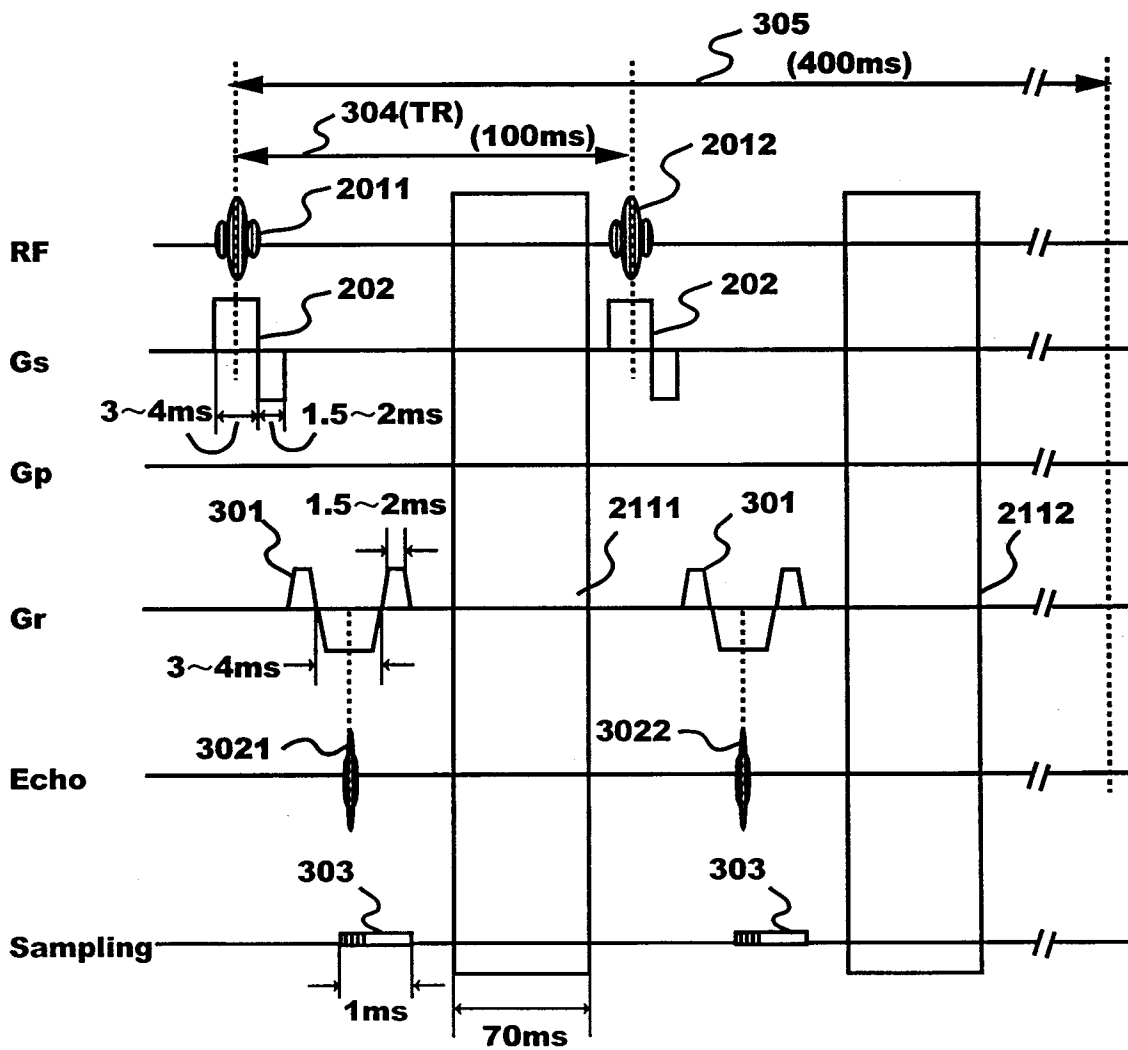 305
(400ms)
304(TR)
(100ms)
2012
2011
RF
202
202
Gs
3~4ms
1.5~2ms
Gp
301
1.5~2ms
2111
301
2112
Gr
3~4ms
3021
3022
Echo
303
303
Sampling
1ms
70ms